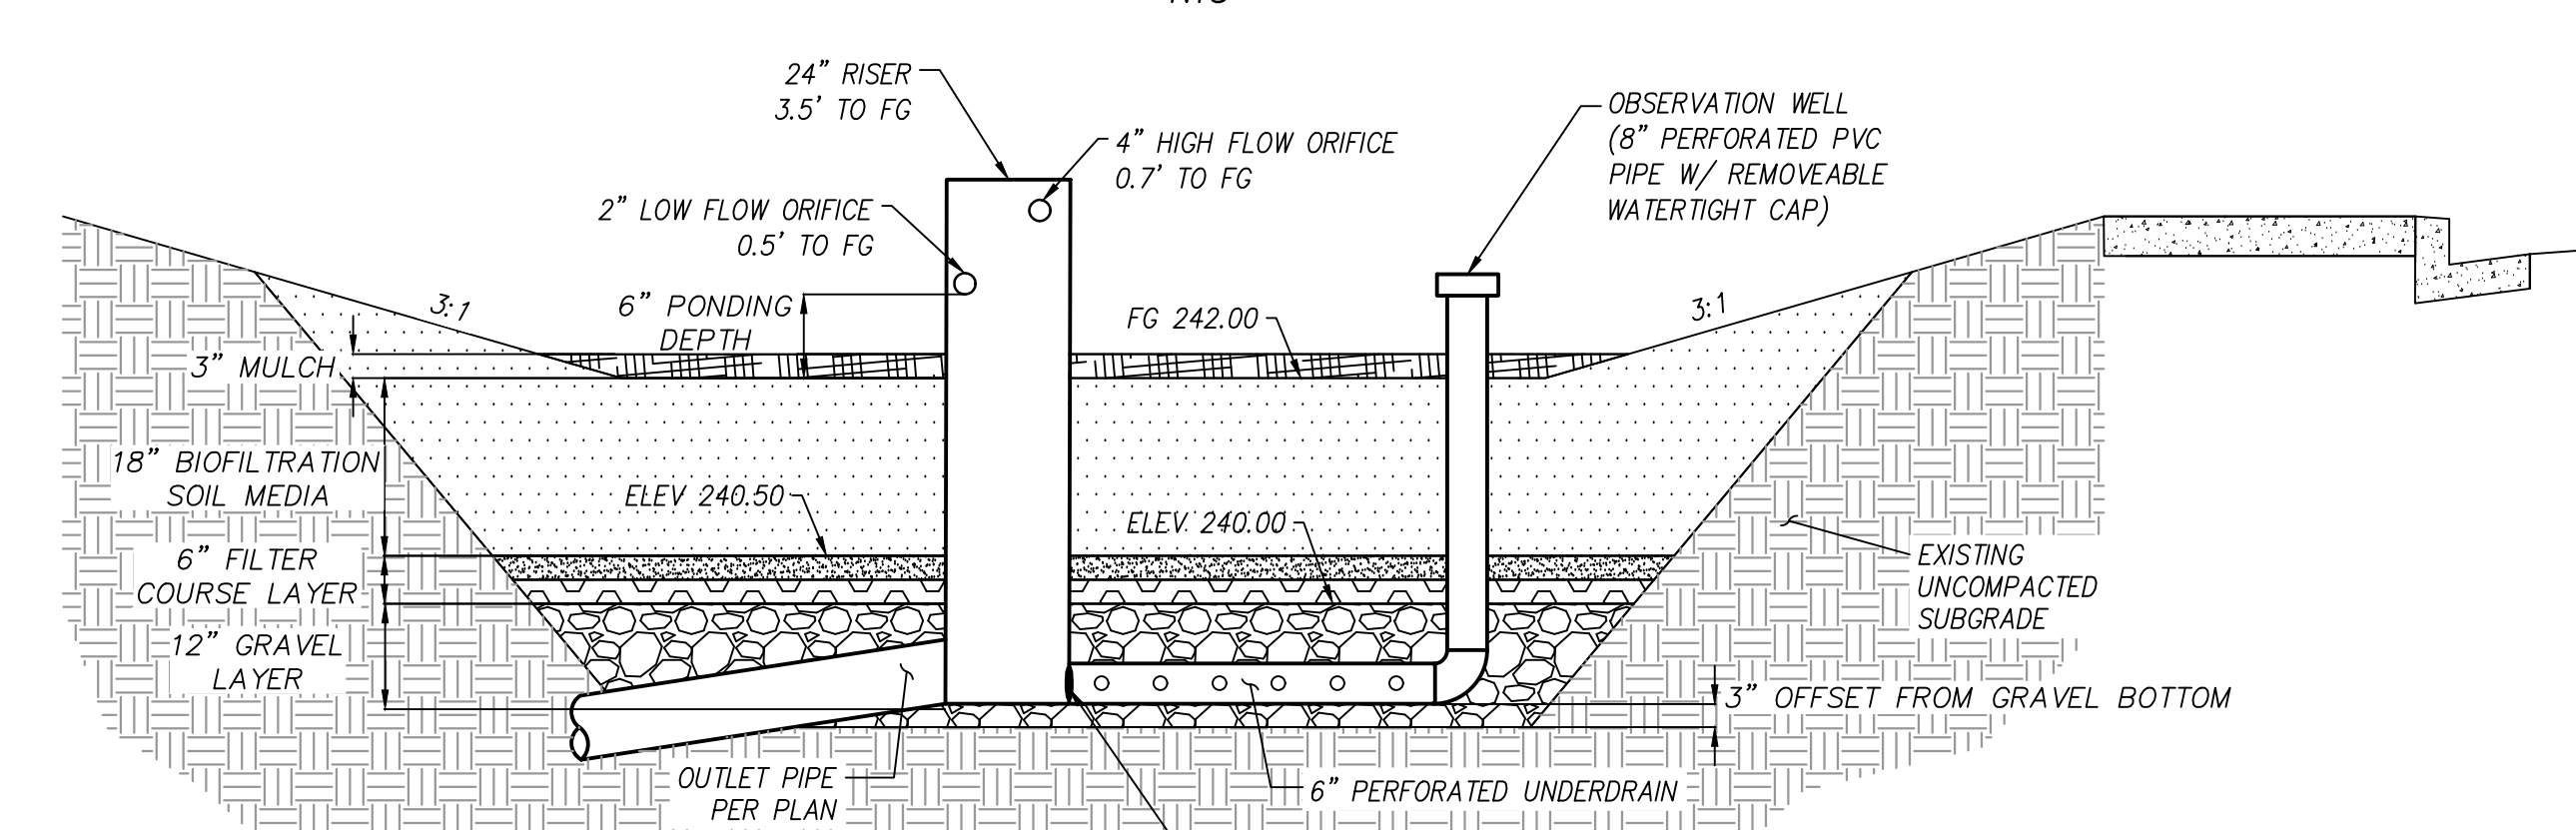 24” RISER
3.5’ TO FG
4” HIGH FLOW ORIFICE
0.7’ TO FG
2” LOW FLOW ORIFICE
0.5’ TO FG
OBSERVATION WELL
(8” PERFORATED PVC
PIPE W/ REMOVEABLE
WATERTIGHT CAP)
6” PONDING
DEPTH
FG 242.00
3:1
3:1
3” MULCH
18” BIOFILTRATION
SOIL MEDIA
ELEV 240.50
ELEV 240.00
6” FILTER
COURSE LAYER
12” GRAVEL
LAYER
EXISTING
UNCOMPACTED
SUBGRADE
3” OFFSET FROM GRAVEL BOTTOM
OUTLET PIPE
PER PLAN
6” PERFORATED UNDERDRAIN